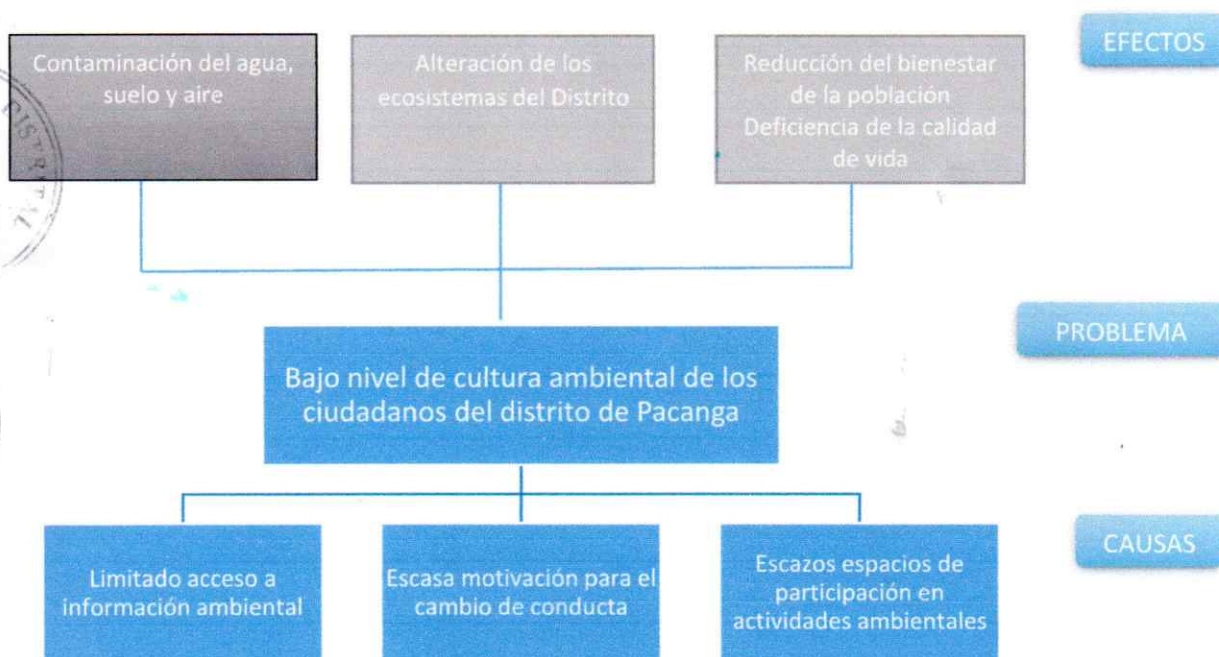 EFECTOS
Contaminación del agua,
suelo y aire
Alteración de los
ecosistemas del Distrito
Reducción del bienestar
de la población
Deficiencia de la calidad
de vida
PROBLEMA
Bajo nivel de cultura ambiental de los
ciudadanos del distrito de Pacanga
CAUSAS
Limitado acceso a
información ambiental
Escasa motivación para el
cambio de conducta
Escazos espacios de
participación en
actividades ambientales